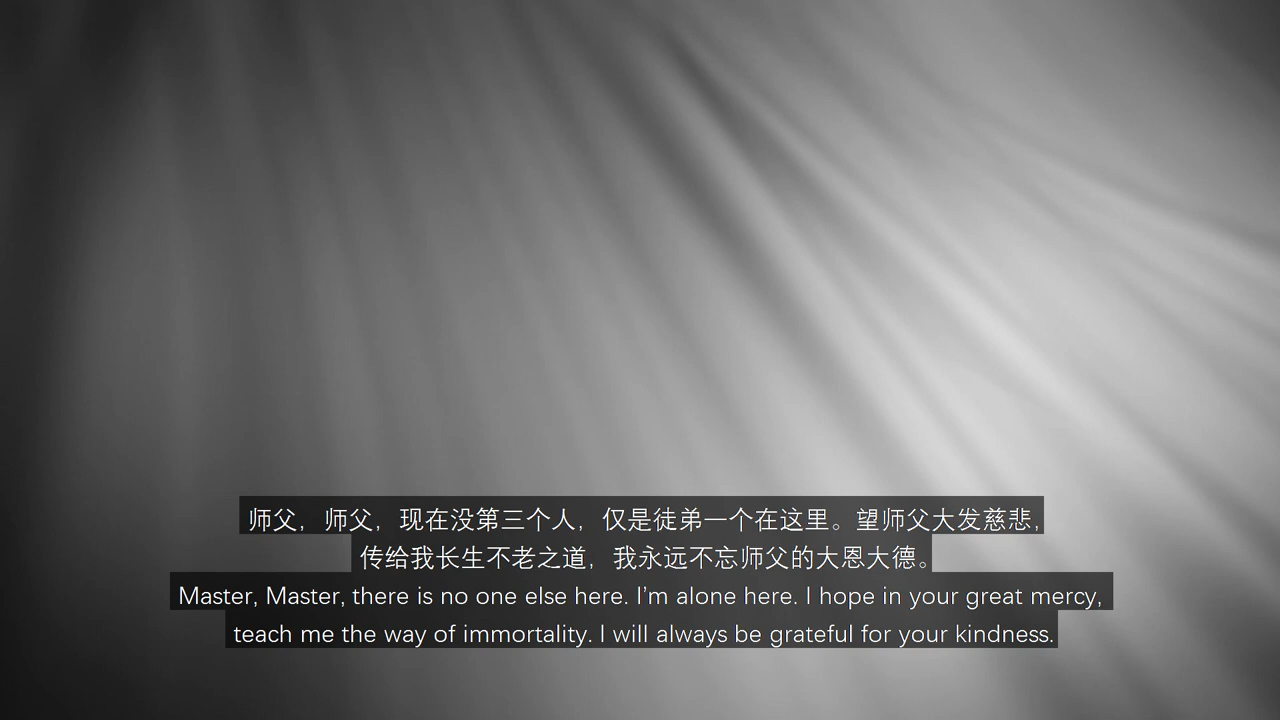 师父，师父，现在没第三个人，仅是徒弟一个在这里。望师父大发慈悲，
传给我长生不老之道，我永远不忘师父的大恩大德。
Master, Master, there is no one else here. I'm alone here. I hope in your great mercy,
teach me the way of immortality. I will always be grateful for your kindness.